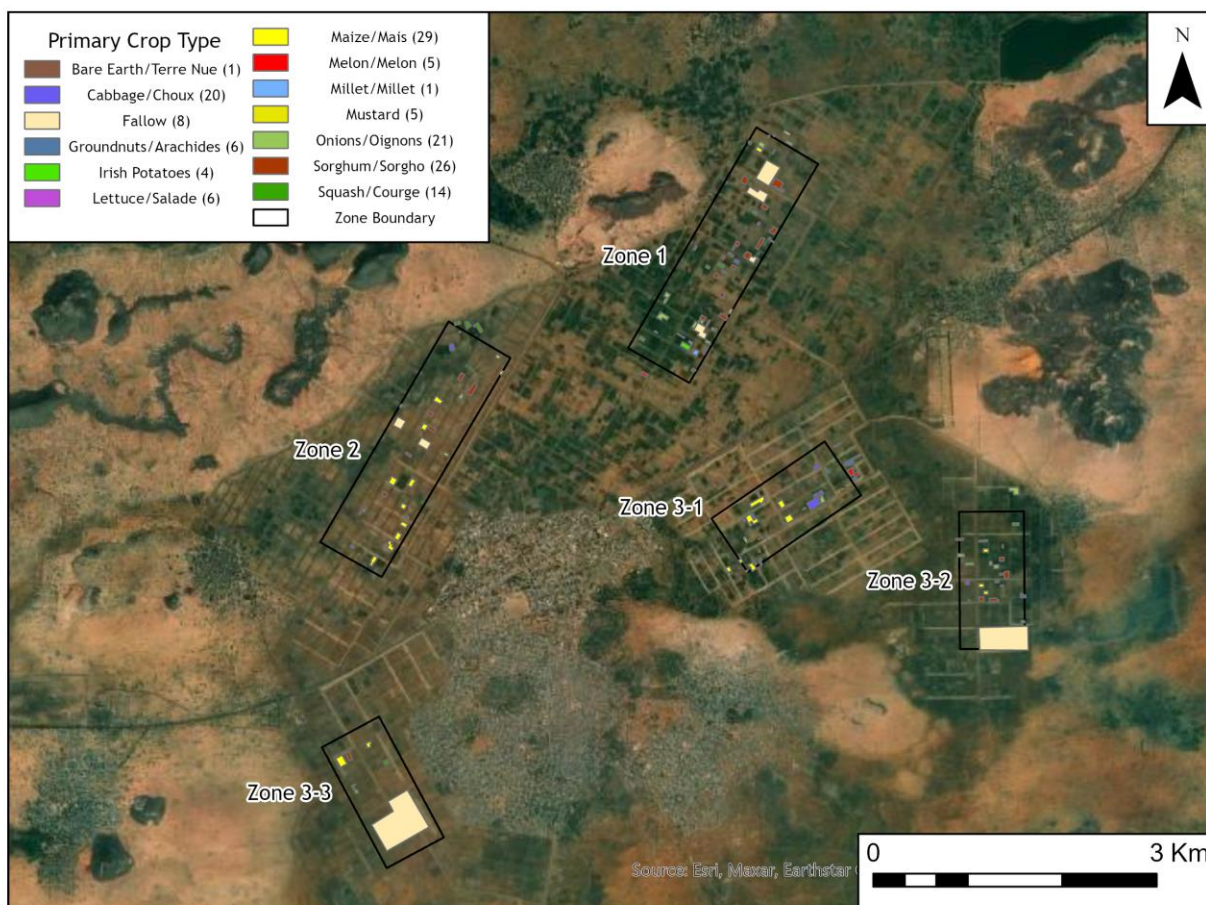 Primary Crop Type
Bare Earth/Terre Nue (1)
Cabbage/Choux (20)
Fallow (8)
Groundnuts/Arachides (6)
Irish Potatoes (4)
Lettuce/Salade (6)
Maize/Mais (29)
Melon/Melon (5)
Millet/Millet (1)
Mustard (5)
Onions/Oignons (21)
Sorghum/Sorgho (26)
Squash/Courge (14)
Zone Boundary
N
Zone 1
Zone 2
Zone 3-1
Zone 3-2
Zone 3-3
Source: Esri, Maxar, Earthstar
0 3 Km